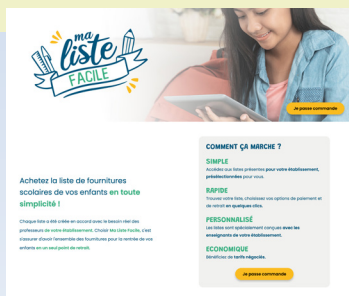 ma
liste
FACILE
Je passe commande
Achetez la liste de fournitures
scolaires de vos enfants en toute
simplicité !
Chaque liste a été créée en accord avec le besoin réel des
professeurs de votre établissement. Choisir Ma Liste Facile, c'est
s'assurer d'avoir l'ensemble des fournitures pour la rentrée de vos
enfants en un seul point de retrait.
COMMENT ÇA MARCHE ?
SIMPLE
Accédez aux listes présentes pour votre établissement,
présélectionnées pour vous.
RAPIDE
Trouvez votre liste, choisissez vos options de paiement et
de retrait en quelques clics.
PERSONNALISÉ
Les listes sont spécialement conçues avec les
enseignants de votre établissement.
ECONOMIQUE
Bénéficiez de tarifs négociés.
Je passe commande